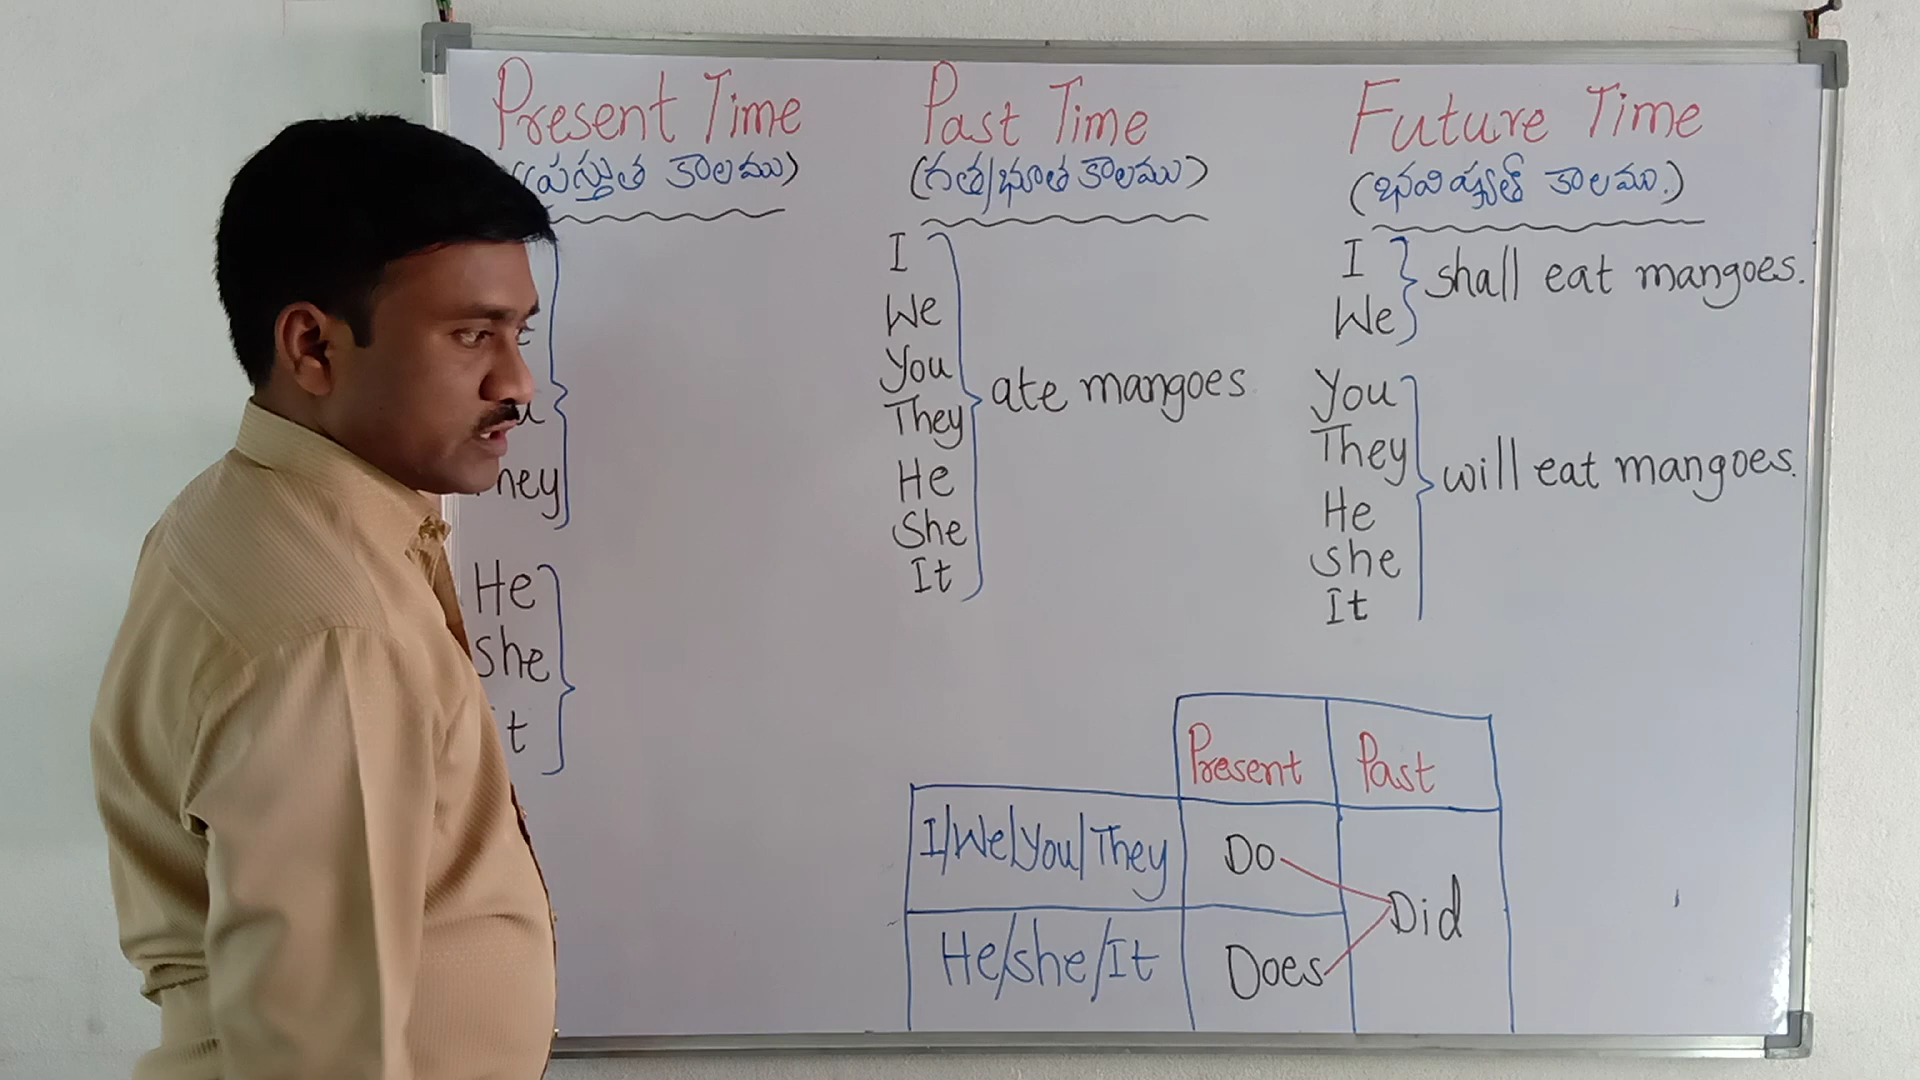 Present Time
(ప్రస్తుత కాలము)
They
He
She
It
Past Time
(గత/భూత కాలము)
I
We
You
They
He
She
It
ate mangoes
Future Time
(భవిష్యత్ కాలము.)
I
We
shall eat mangoes.
You
They
He
She
It
will eat mangoes.
Present Past
I/We/You/They Do
Did
He/She/It Does